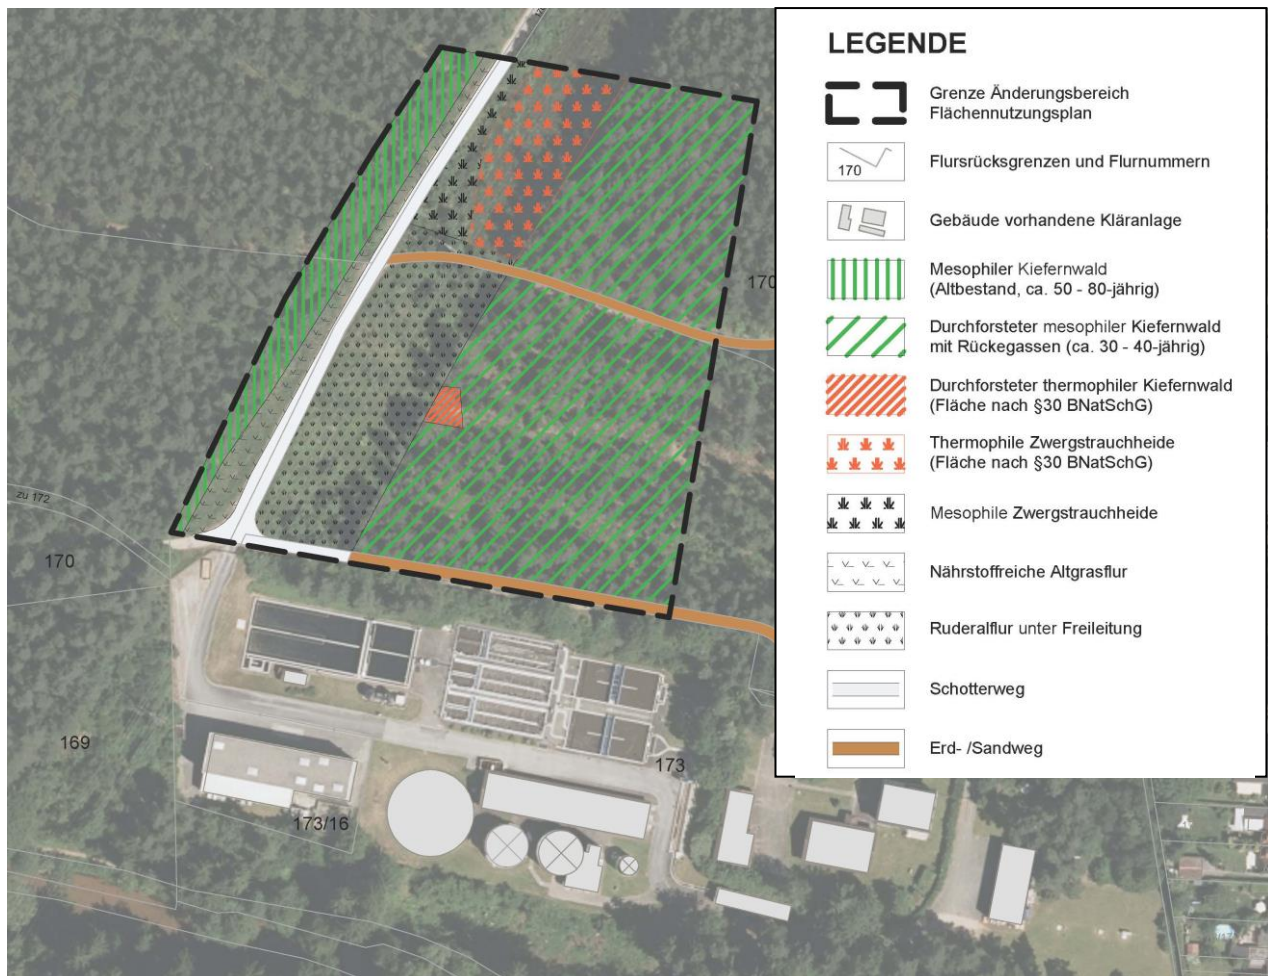 LEGENDE
Grenze Änderungsbereich
Flächennutzungsplan
170
Flursrücksgrenzen und Flurnummern
Gebäude vorhandene Kläranlage
Mesophiler Kiefernwald
(Altbestand, ca. 50 - 80-jährig)
Durchforsteter mesophiler Kiefernwald
mit Rückegassen (ca. 30 - 40-jährig)
Durchforsteter thermophiler Kiefernwald
(Fläche nach §30 BNatSchG)
Thermophile Zwergstrauchheide
(Fläche nach §30 BNatSchG)
Mesophile Zwergstrauchheide
Nährstoffreiche Altgrasflur
Ruderalflur unter Freileitung
Schotterweg
Erd- /Sandweg
170
zu 172
170
169
173
173/16